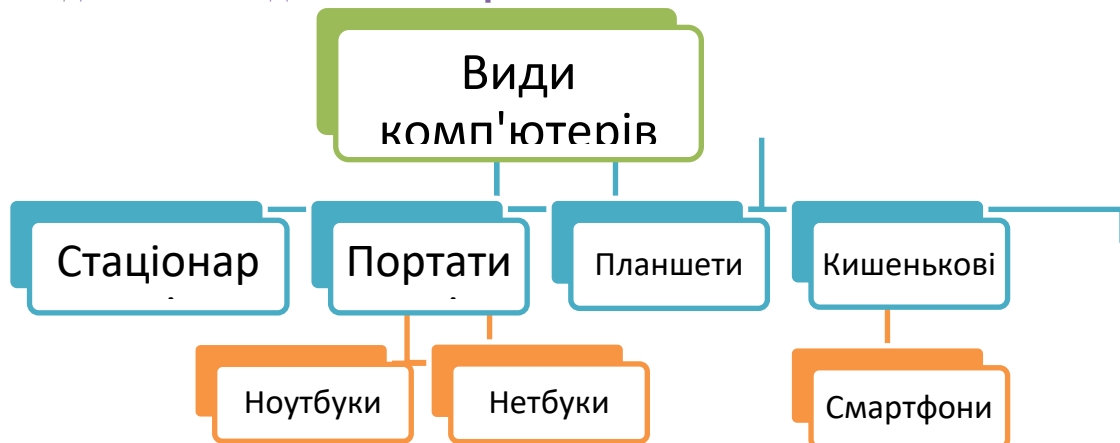 Види
комп'ютерів
Стаціонар
Портати
Планшети
Кишенькові
Ноутбуки
Нетбуки
Смартфони